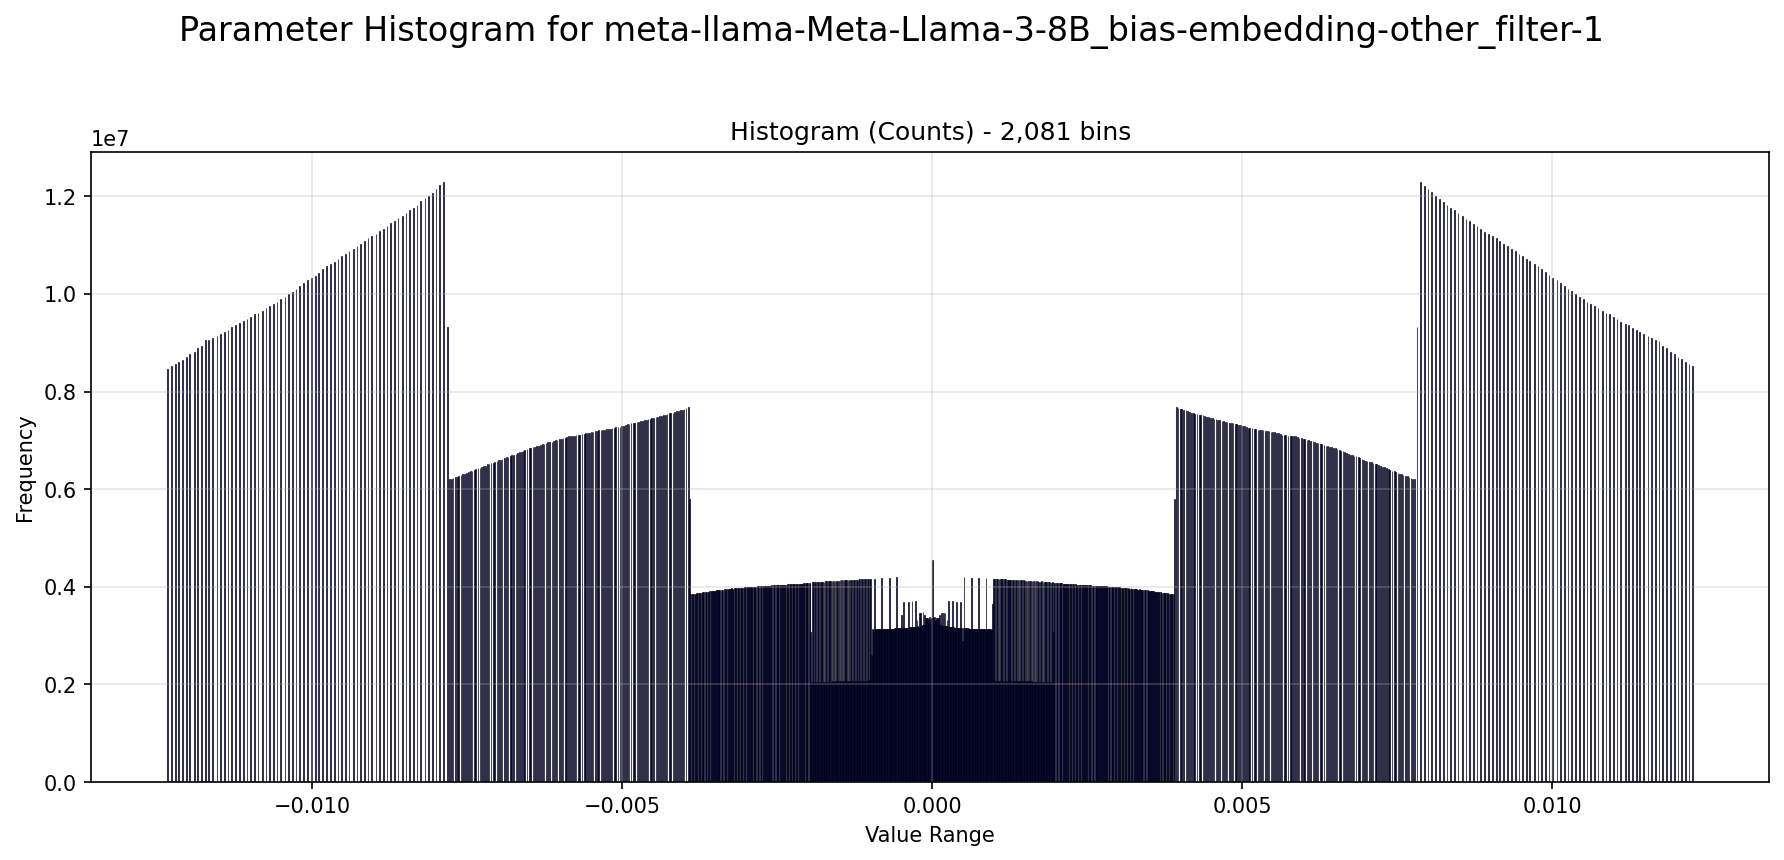 Parameter Histogram for meta-llama-Meta-Llama-3-8B_bias-embedding-other_filter-1
Histogram (Counts) - 2,081 bins
1e7
1.2
1.0
0.8
0.6
0.4
0.2
0.0
Frequency
−0.010
−0.005
0.000
0.005
0.010
Value Range